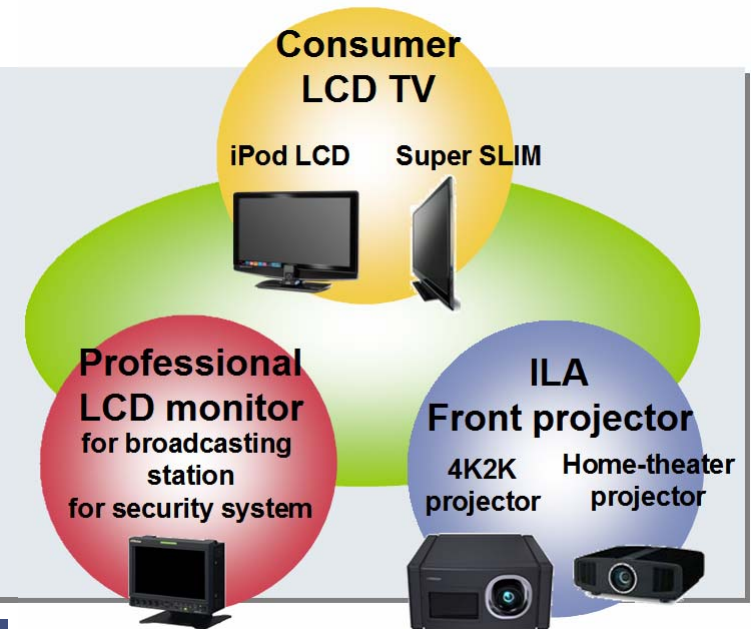 Consumer
LCD TV
iPod LCD
Super SLIM
Professional
LCD monitor
for broadcasting
station
for security system
ILA
Front projector
4K2K
projector
Home-theater
projector